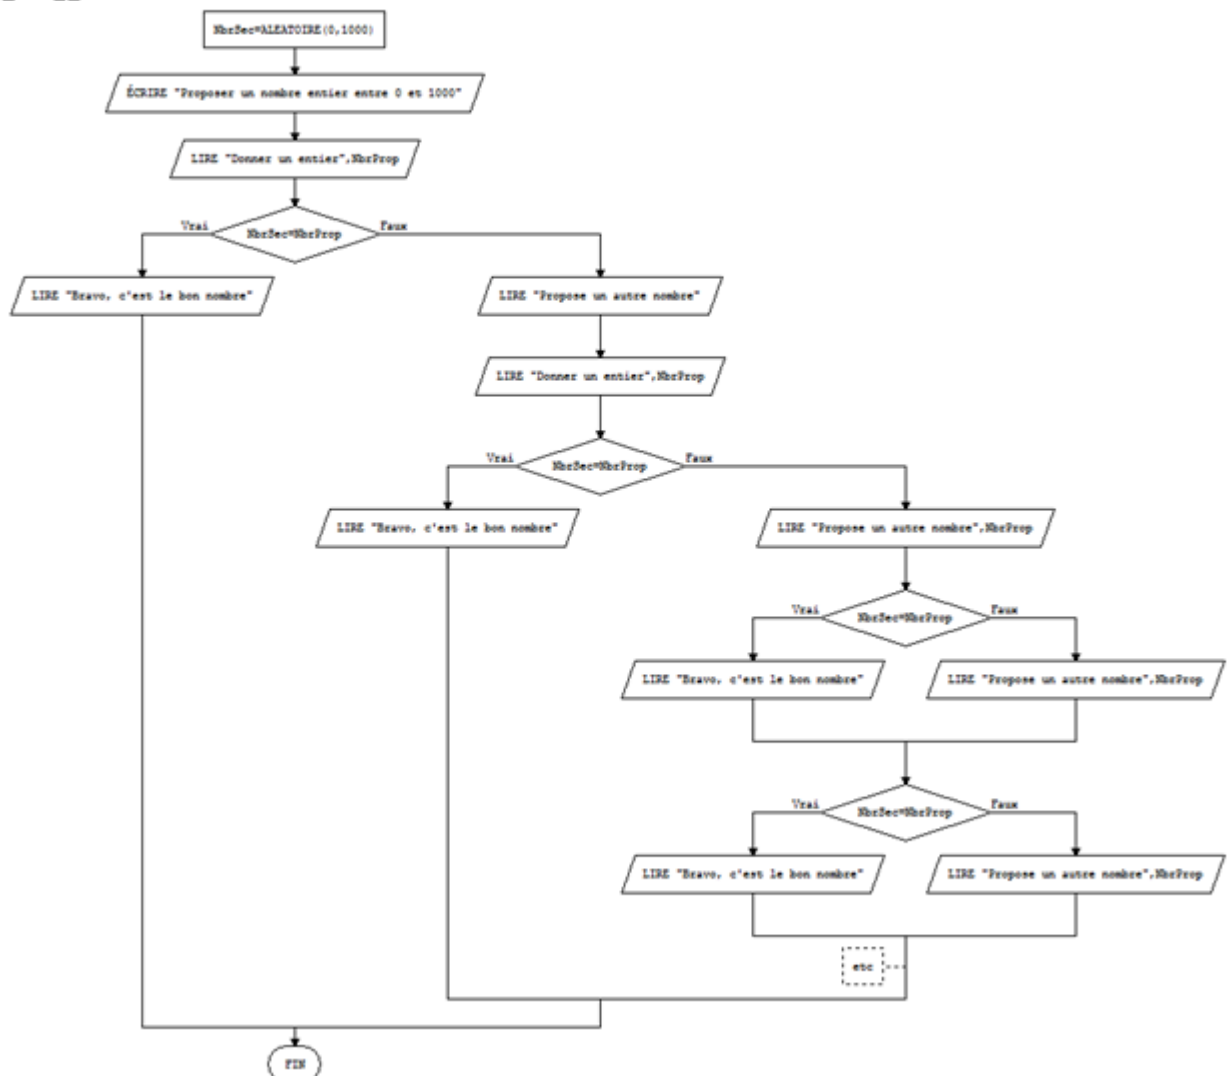 NbrSec=ALEATOIRE(0,1000)
ÉCRIRE "Proposer un nombre entier entre 0 et 1000"
LIRE "Donner un entier",NbrProp
NbrSec=NbrProp
Vrai
Faux
LIRE "Bravo, c'est le bon nombre"
LIRE "Propose un autre nombre"
LIRE "Donner un entier",NbrProp
NbrSec=NbrProp
Vrai
Faux
LIRE "Bravo, c'est le bon nombre"
LIRE "Propose un autre nombre",NbrProp
NbrSec=NbrProp
Vrai
Faux
LIRE "Bravo, c'est le bon nombre"
LIRE "Propose un autre nombre",NbrProp
NbrSec=NbrProp
Vrai
Faux
LIRE "Bravo, c'est le bon nombre"
LIRE "Propose un autre nombre",NbrProp
etc
FIN